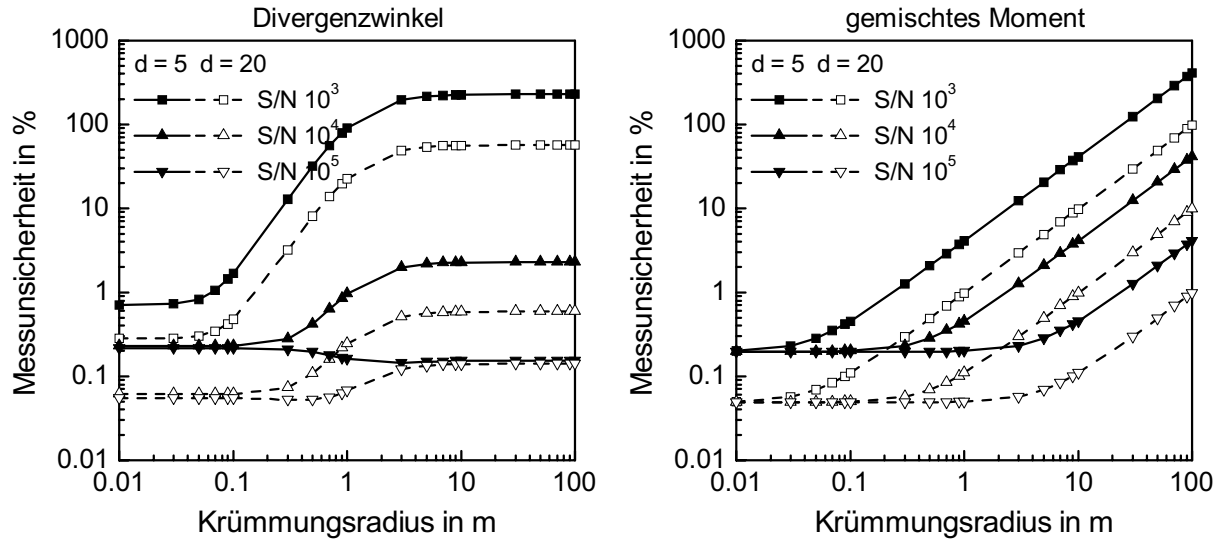 Divergenzwinkel
Messunsicherheit in %
1000
100
10
1
0.1
0.01
d = 5 d = 20
S/N 10³
S/N 10⁴
S/N 10⁵
0.01 0.1 1 10 100
Krümmungsradius in m
gemischtes Moment
Messunsicherheit in %
1000
100
10
1
0.1
0.01
d = 5 d = 20
S/N 10³
S/N 10⁴
S/N 10⁵
0.01 0.1 1 10 100
Krümmungsradius in m